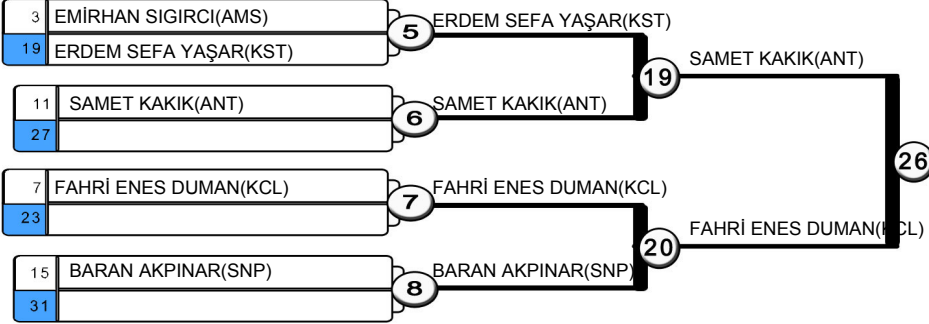 3 EMİRHAN SIGIRCI(AMS)
19 ERDEM SEFA YAŞAR(KST)
5 ERDEM SEFA YAŞAR(KST)
11 SAMET KAKIK(ANT)
27
6 SAMET KAKIK(ANT)
19 SAMET KAKIK(ANT)
7 FAHRİ ENES DUMAN(KCL)
23
7 FAHRİ ENES DUMAN(KCL)
15 BARAN AKPINAR(SNP)
31
8 BARAN AKPINAR(SNP)
20 FAHRİ ENES DUMAN(KCL)
26